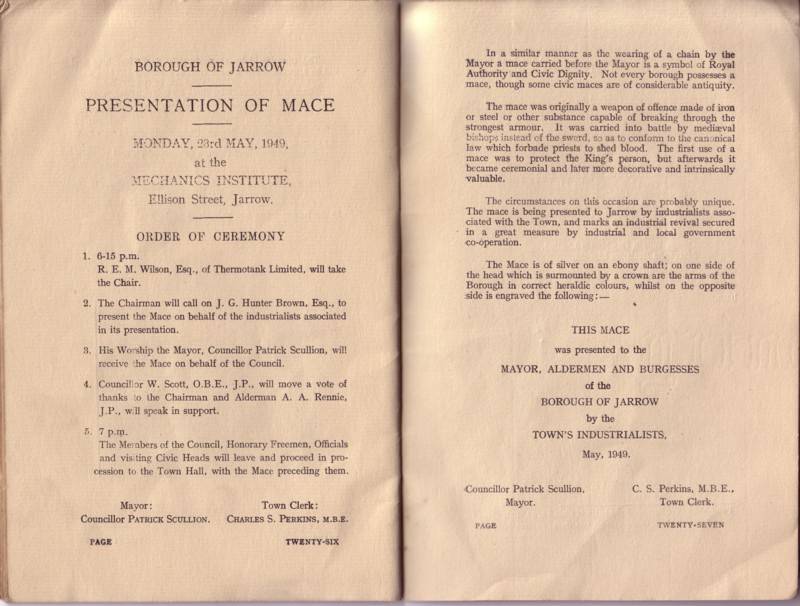 BOROUGH OF JARROW
PRESENTATION OF MACE
MONDAY, 23rd MAY, 1949,
at the
MECHANICS INSTITUTE,
Ellison Street, Jarrow.
ORDER OF CEREMONY
1. 6-15 p.m.
R. E. M. Wilson, Esq., of Thermotank Limited, will take
the Chair.
2. The Chairman will call on J. G. Hunter Brown, Esq., to
present the Mace on behalf of the industrialists associated
in its presentation.
3. His Worship the Mayor, Councillor Patrick Scullion, will
receive the Mace on behalf of the Council.
4. Councillor W. Scott, O.B.E., J.P., will move a vote of
thanks to the Chairman and Alderman A. A. Rennie,
J.P., will speak in support.
5. 7 p.m.
The Members of the Council, Honorary Freemen, Officials
and visiting Civic Heads will leave and proceed in pro-
cession to the Town Hall, with the Mace preceding them.
Mayor: Town Clerk:
Councillor PATRICK SCULLION. CHARLES S. PERKINS, M.B.E.
PAGE TWENTY-SIX
In a similar manner as the wearing of a chain by the
Mayor a mace carried before the Mayor is a symbol of Royal
Authority and Civic Dignity. Not every borough possesses a
mace, though some civic maces are of considerable antiquity.
The mace was originally a weapon of offence made of iron
or steel or other substance capable of breaking through the
strongest armour. It was carried into battle by mediæval
bishops instead of the sword, so as to conform to the canonical
law which forbade priests to shed blood. The first use of a
mace was to protect the King's person, but afterwards it
became ceremonial and later more decorative and intrinsically
valuable.
The circumstances on this occasion are probably unique.
The mace is being presented to Jarrow by industrialists asso-
ciated with the Town, and marks an industrial revival secured
in a great measure by industrial and local government
co-operation.
The Mace is of silver on an ebony shaft; on one side of
the head which is surmounted by a crown are the arms of the
Borough in correct heraldic colours, whilst on the opposite
side is engraved the following:—
THIS MACE
was presented to the
MAYOR, ALDERMEN AND BURGESSES
of the
BOROUGH OF JARROW
by the
TOWN'S INDUSTRIALISTS,
May, 1949.
Councillor Patrick Scullion, C. S. Perkins, M.B.E.,
Mayor. Town Clerk.
PAGE TWENTY-SEVEN